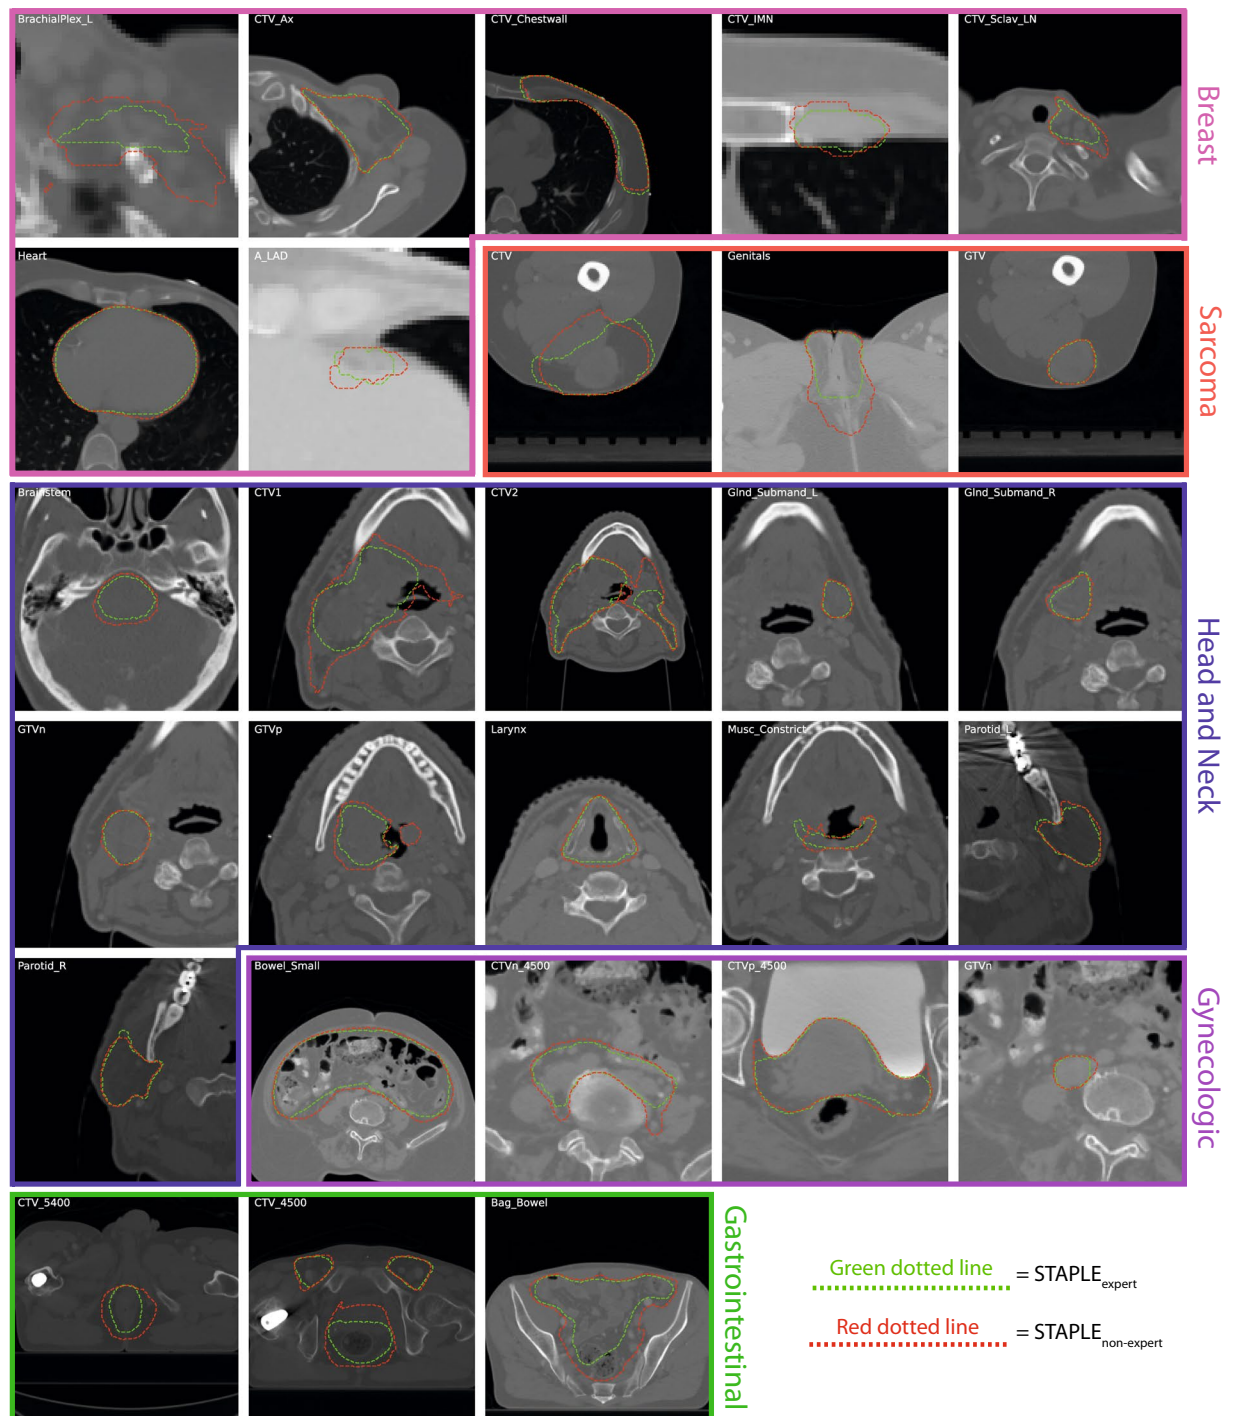 BrachialPlex_L
CTV_Ax
CTV_Chestwall
CTV_IMN
CTV_Sclav_LN
Breast
Heart
A_LAD
CTV
Genitals
GTV
Sarcoma
Brainstem
CTV1
CTV2
Glnd_Submand_L
Glnd_Submand_R
Head and Neck
GTVn
GTVp
Larynx
Musc_Constrict
Parotid_L
Parotid_R
Bowel_Small
CTVn_4500
CTVp_4500
GTVn
Gynecologic
CTV_5400
CTV_4500
Bag_Bowel
Gastrointestinal
Green dotted line = STAPLEexpert
Red dotted line = STAPLEnon-expert